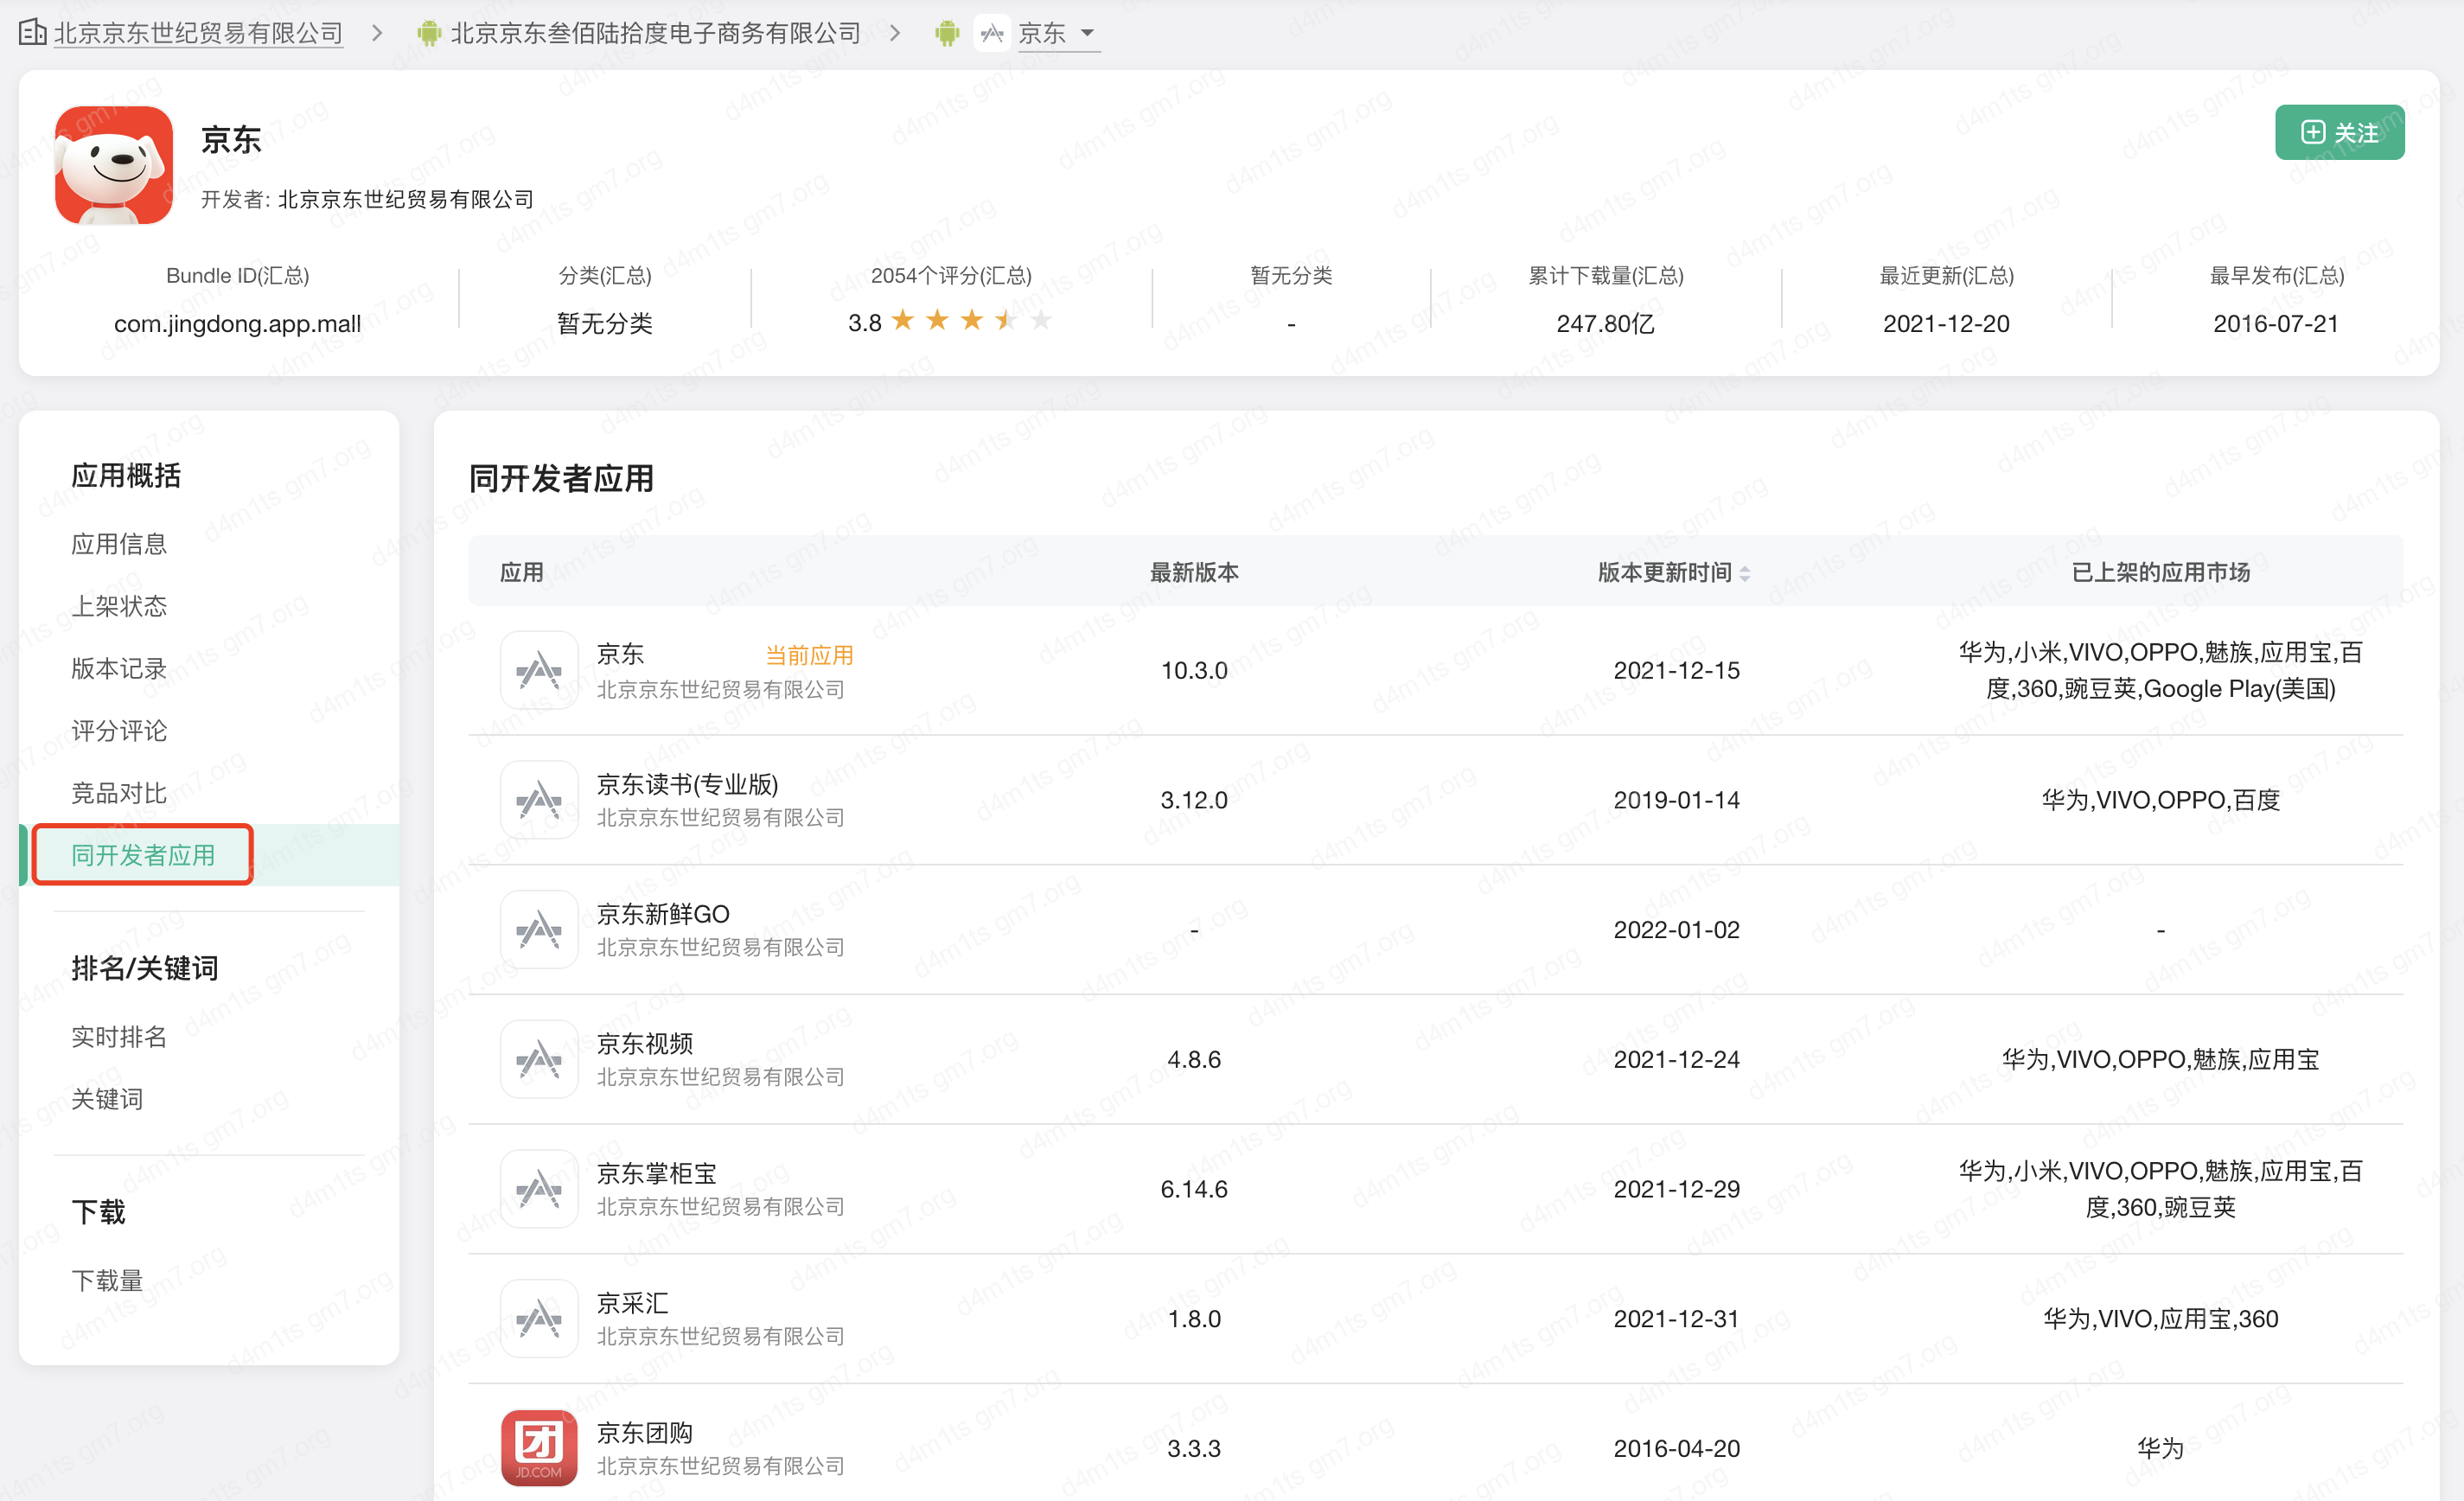 北京京东世纪贸易有限公司 > 北京京东叁佰陆拾度电子商务有限公司 > 京东
京东
关注
开发者: 北京京东世纪贸易有限公司
Bundle ID(汇总) 分类(汇总) 2054个评分(汇总) 暂无分类 累计下载量(汇总) 最近更新(汇总) 最早发布(汇总)
com.jingdong.app.mall 暂无分类 3.8 - 247.80亿 2021-12-20 2016-07-21
应用概括
应用信息
上架状态
版本记录
评分评论
竞品对比
同开发者应用
排名/关键词
实时排名
关键词
下载
下载量
同开发者应用
应用 最新版本 版本更新时间 已上架的应用市场
京东 当前应用
北京京东世纪贸易有限公司
10.3.0 2021-12-15
华为,小米,VIVO,OPPO,魅族,应用宝,百
度,360,豌豆荚,Google Play(美国)
京东读书(专业版)
北京京东世纪贸易有限公司
3.12.0 2019-01-14 华为,VIVO,OPPO,百度
京东新鲜GO
北京京东世纪贸易有限公司
- 2022-01-02 -
京东视频
北京京东世纪贸易有限公司
4.8.6 2021-12-24 华为,VIVO,OPPO,魅族,应用宝
京东掌柜宝
北京京东世纪贸易有限公司
6.14.6 2021-12-29
华为,小米,VIVO,OPPO,魅族,应用宝,百
度,360,豌豆荚
京采汇
北京京东世纪贸易有限公司
1.8.0 2021-12-31 华为,VIVO,应用宝,360
团
JD.COM
京东团购
北京京东世纪贸易有限公司
3.3.3 2016-04-20 华为
d4m1ts gm7.org